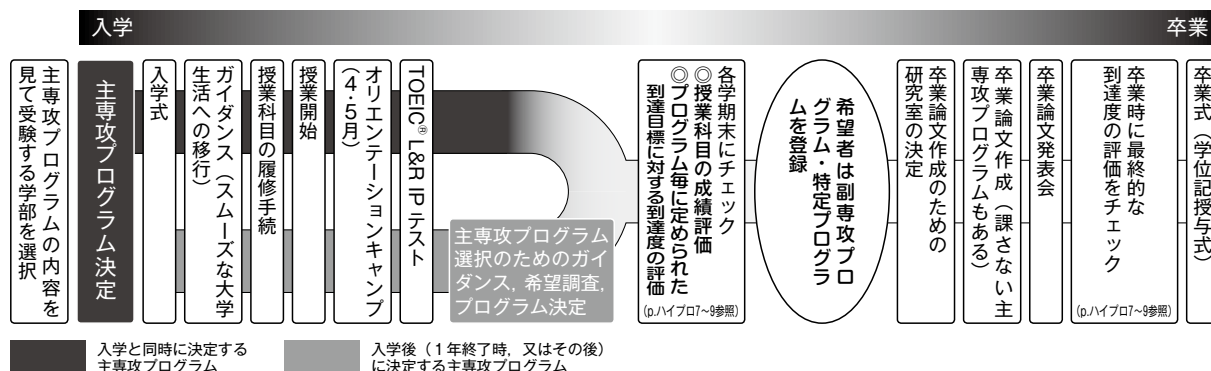 入学
卒業
主専攻プログラムの内容を
見て受験する学部を選択
主専攻プログラム決定
入学式
ガイダンス（スムーズな大学
生活への移行）
授業科目の履修手続
授業開始
オリエンテーションキャンプ
（4・5月）
TOEIC® L&R IP テスト
主専攻プログラム
選択のためのガイ
ダンス, 希望調査,
プログラム決定
各学期末にチェック
◎授業科目の成績評価
◎プログラム毎に定められた
到達目標に対する到達度の評価
(p.ハイプロ7〜9参照)
希望者は副専攻プロ
グラム・特定プログラ
ムを登録
卒業論文作成のための
研究室の決定
卒業論文作成（課さない主
専攻プログラムもある）
卒業論文発表会
卒業時に最終的な
到達度の評価をチェック
(p.ハイプロ7〜9参照)
卒業式（学位記授与式）
入学と同時に決定する
主専攻プログラム
入学後（1年終了時, 又はその後）
に決定する主専攻プログラム